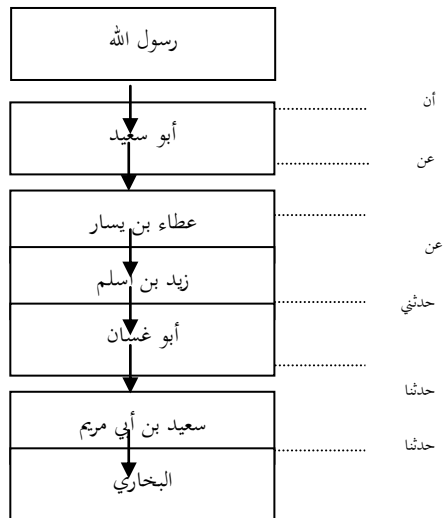 رسول الله
أن
أبو سعيد
عن
عطاء بن يسار
عن
زيد بن اسلم
حدثني
أبو غسان
حدثنا
سعيد بن أبي مريم
حدثنا
البخاري